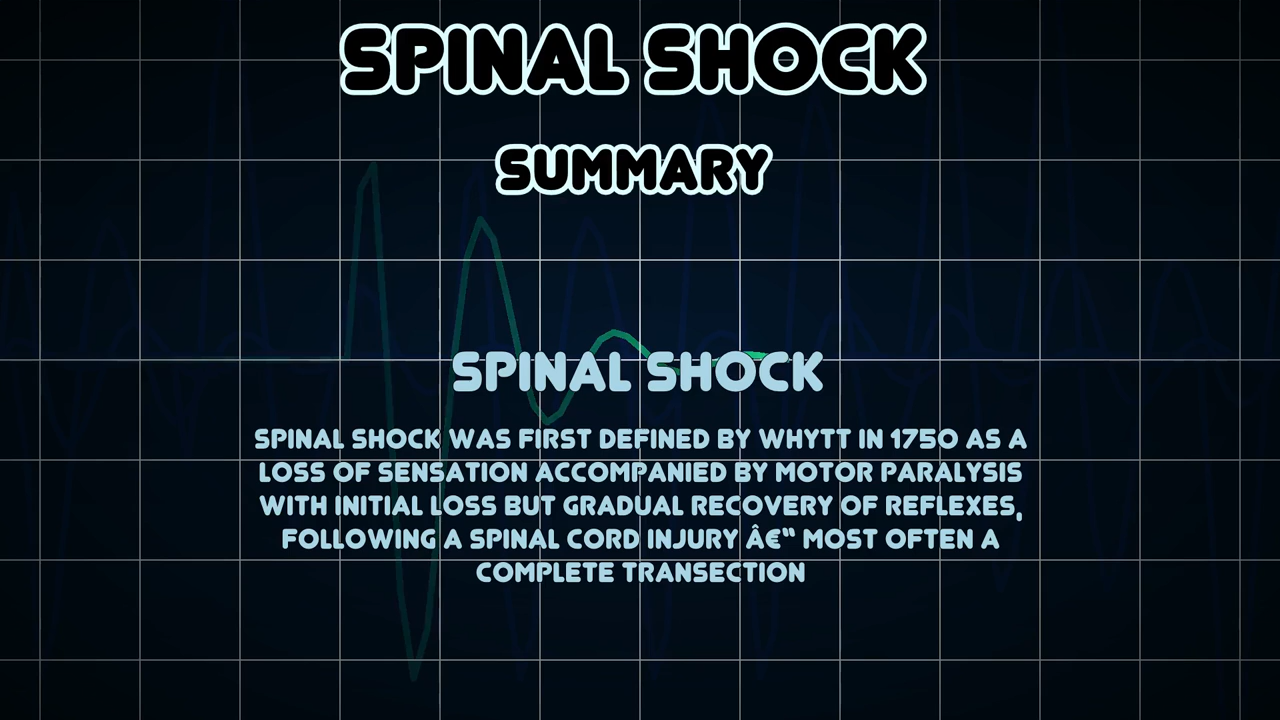 SPINAL SHOCK
SUMMARY
SPINAL SHOCK
SPINAL SHOCK WAS FIRST DEFINED BY WHYTT IN 1750 AS A
LOSS OF SENSATION ACCOMPANIED BY MOTOR PARALYSIS
WITH INITIAL LOSS BUT GRADUAL RECOVERY OF REFLEXES,
FOLLOWING A SPINAL CORD INJURY Â€“ MOST OFTEN A
COMPLETE TRANSECTION